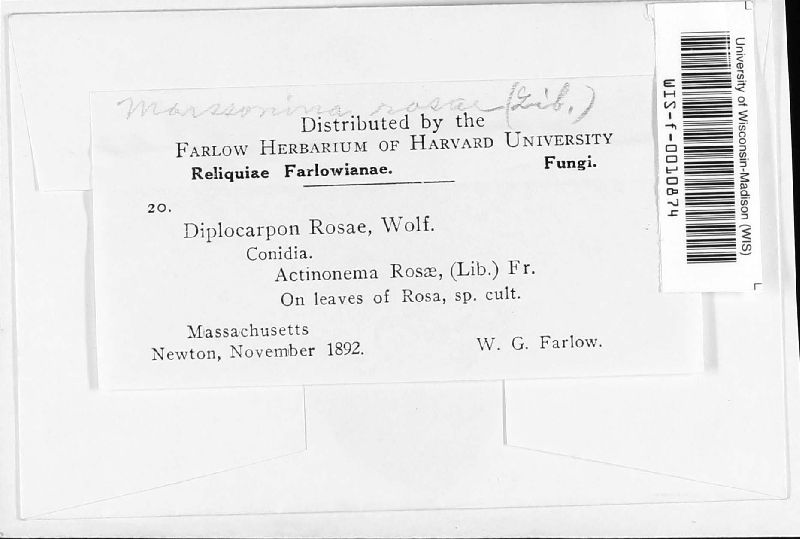 Marssonina rosae (Lib.)
Distributed by the
FARLOW HERBARIUM OF HARVARD UNIVERSITY
Reliquiae Farlowianae. Fungi.
20.
Diplocarpon Rosae, Wolf.
Conidia.
Actinonema Rosæ, (Lib.) Fr.
On leaves of Rosa, sp. cult.
Massachusetts
Newton, November 1892. W. G. Farlow.
University of Wisconsin-Madison (WIS)
WIS-f-0010874